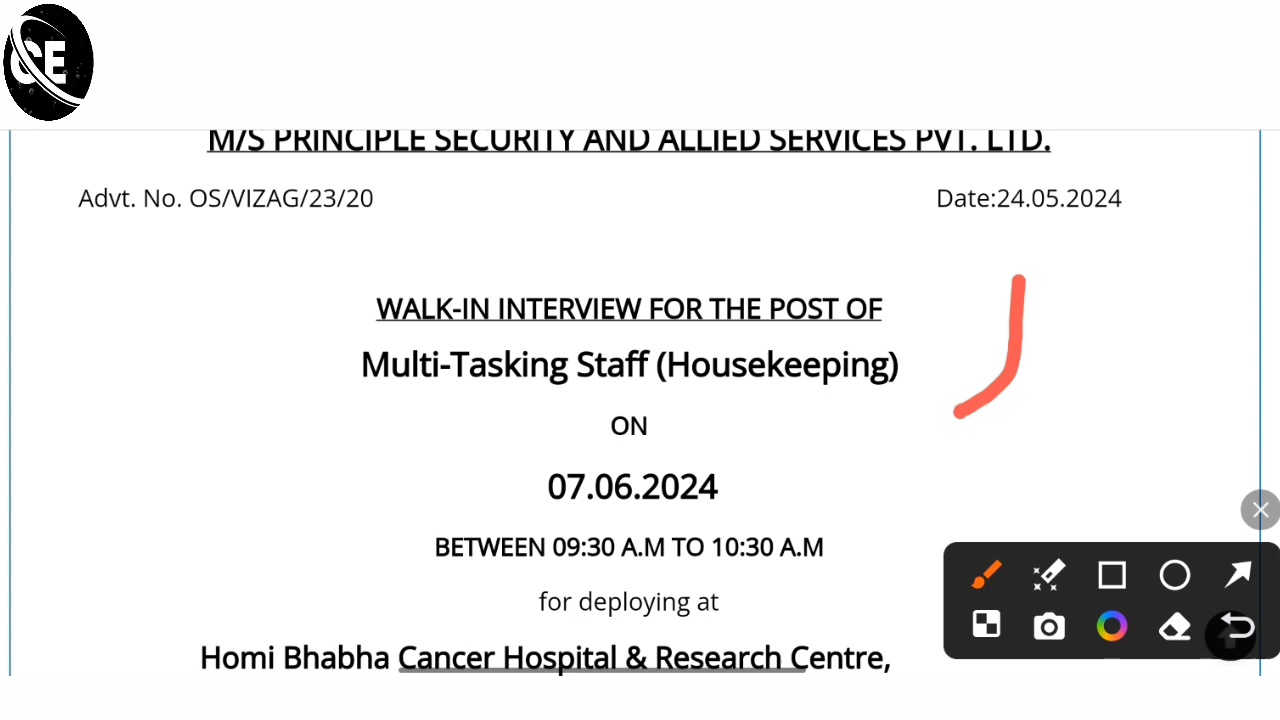 CE
M/S PRINCIPLE SECURITY AND ALLIED SERVICES PVT. LTD.
Advt. No. OS/VIZAG/23/20 Date:24.05.2024
WALK-IN INTERVIEW FOR THE POST OF
Multi-Tasking Staff (Housekeeping)
ON
07.06.2024
BETWEEN 09:30 A.M TO 10:30 A.M
for deploying at
Homi Bhabha Cancer Hospital & Research Centre,